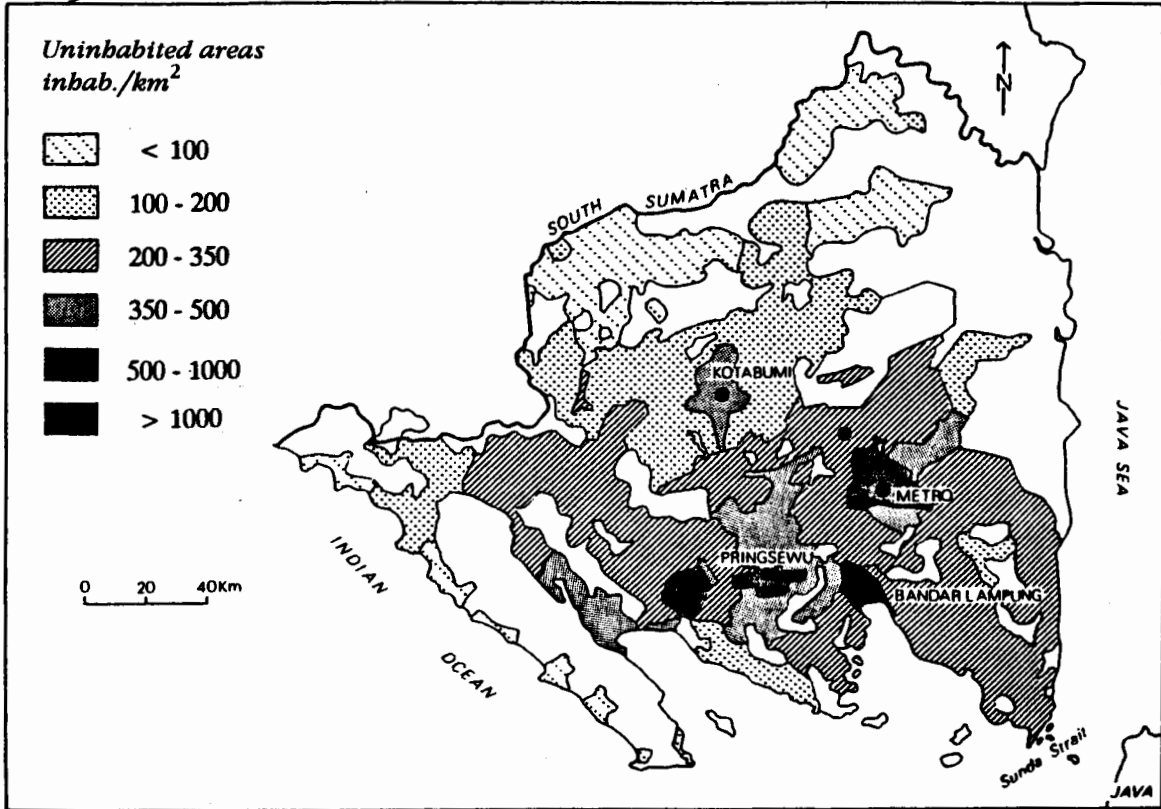 Uninhabited areas
inhab./km²
< 100
100 - 200
200 - 350
350 - 500
500 - 1000
> 1000
N
SOUTH SUMATRA
KOTABUMI
JAVA SEA
METRO
PRINGSEWU
BANDAR LAMPUNG
INDIAN OCEAN
0 20 40Km
Sunda Strait
JAVA